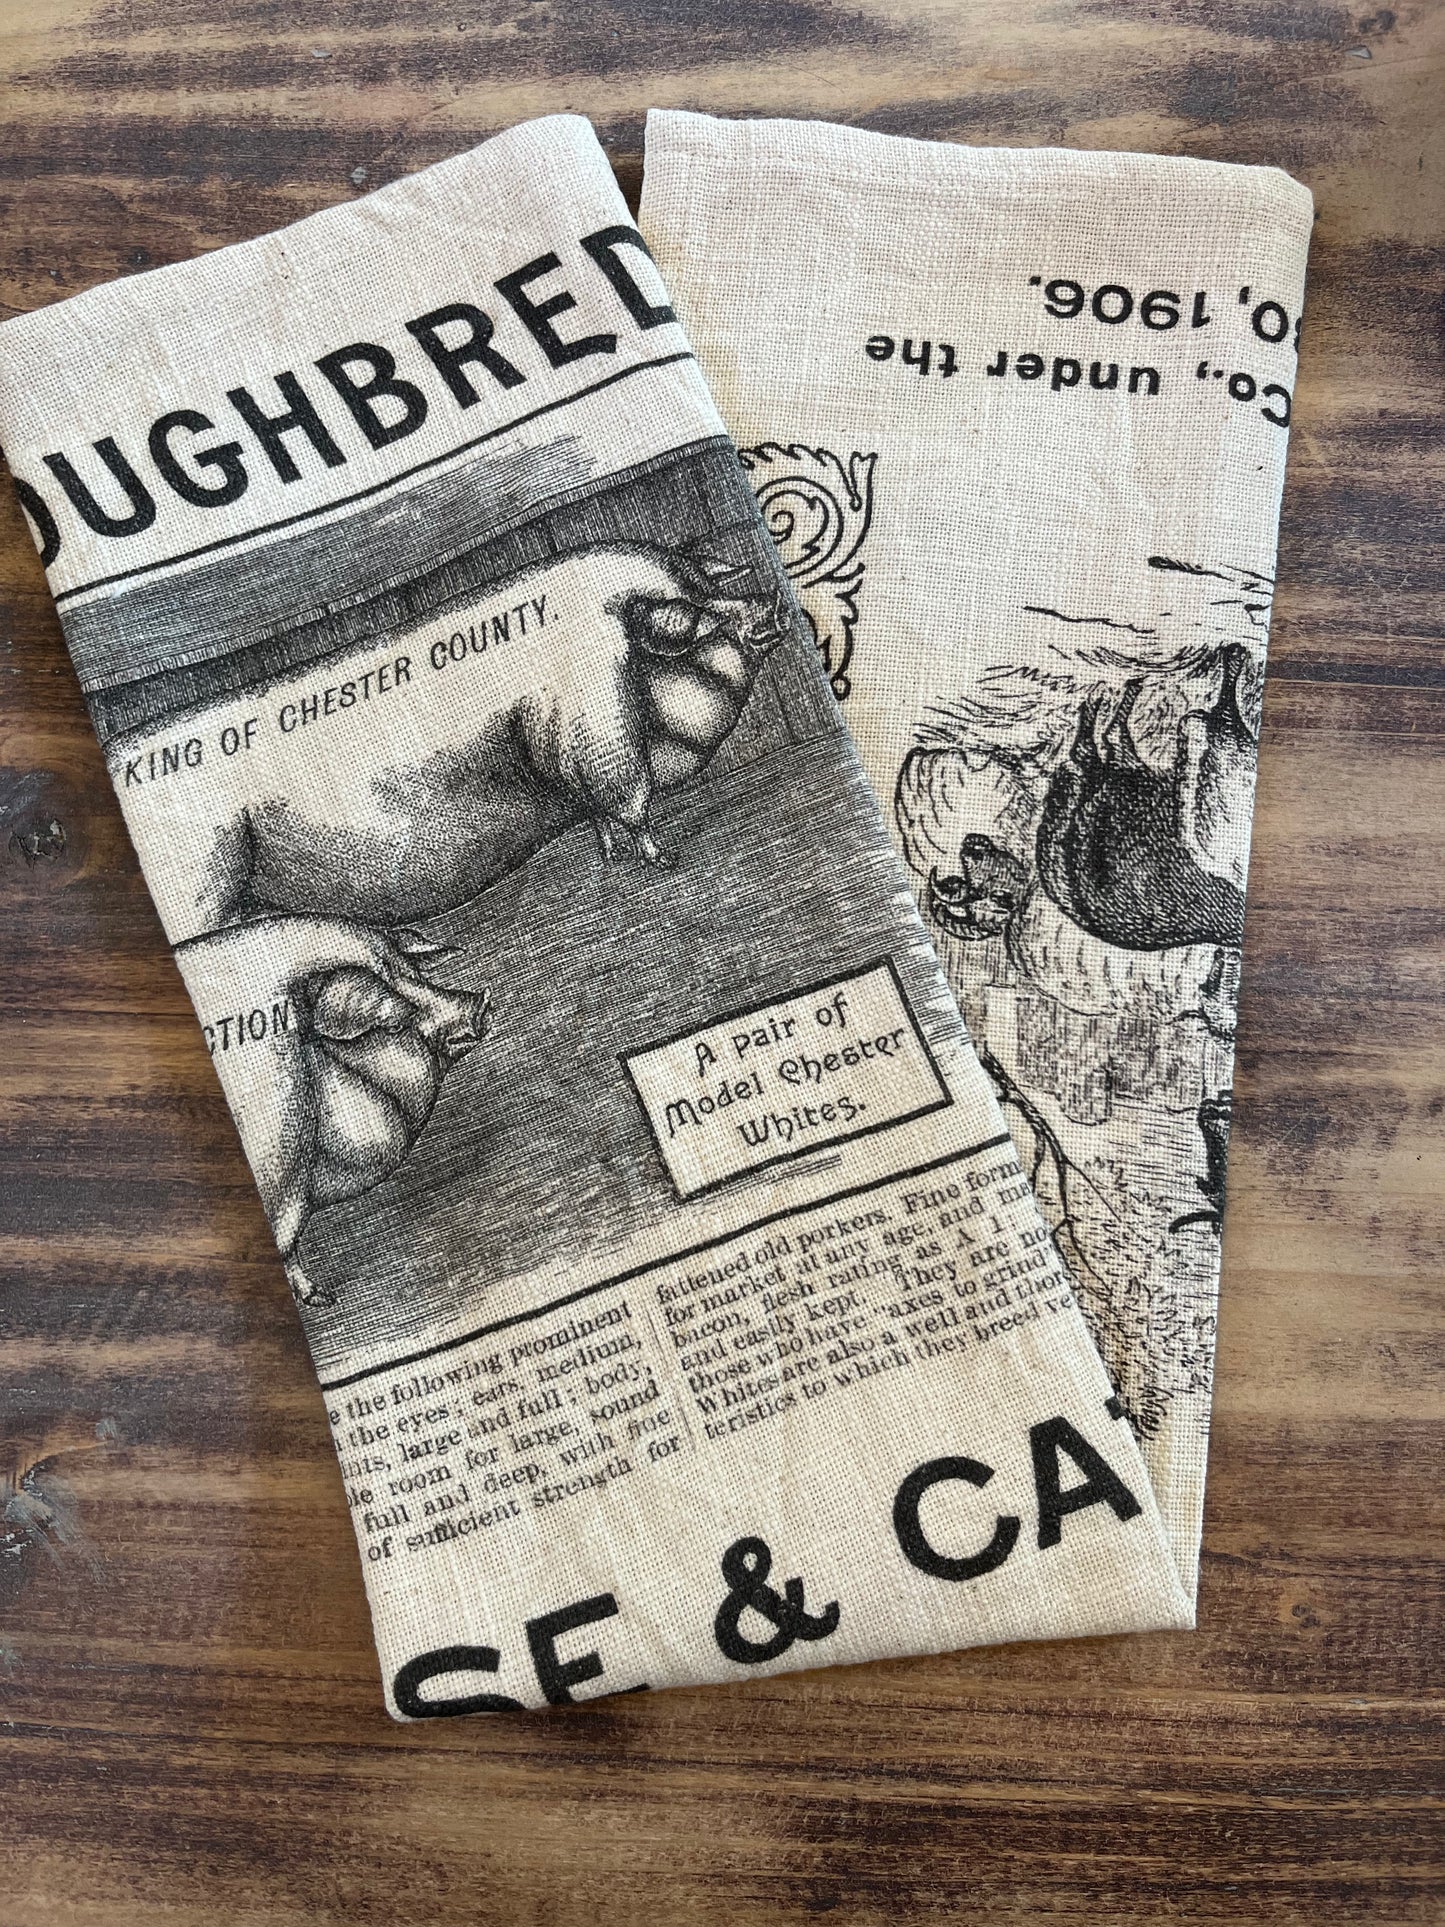 OUGHBRED
KING OF CHESTER COUNTY.
CTION
A pair of
Model Chester
Whites.
e the following prominent
the eyes; ears, medium,
large and full; body,
room for large, sound
full and deep, with fine
of sufficient strength for
fattened old porkers. Fine form
for market at any age, and
bacon, flesh rating as A 1;
and easily kept. They are no
those who have "axes to grind"
Whites are also a well and thor
teristics to which they breed
SE & CA
Co., under the
30, 1906.